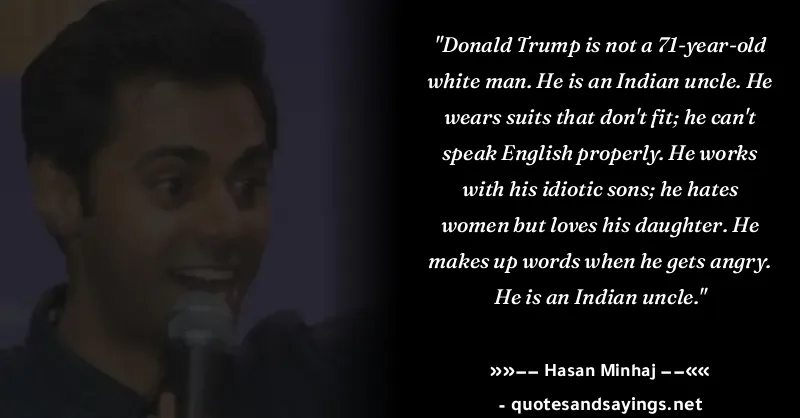 "Donald Trump is not a 71-year-old
white man. He is an Indian uncle. He
wears suits that don't fit; he can't
speak English properly. He works
with his idiotic sons; he hates
women but loves his daughter. He
makes up words when he gets angry.
He is an Indian uncle."
»»-- Hasan Minhaj --««
- quotesandsayings.net